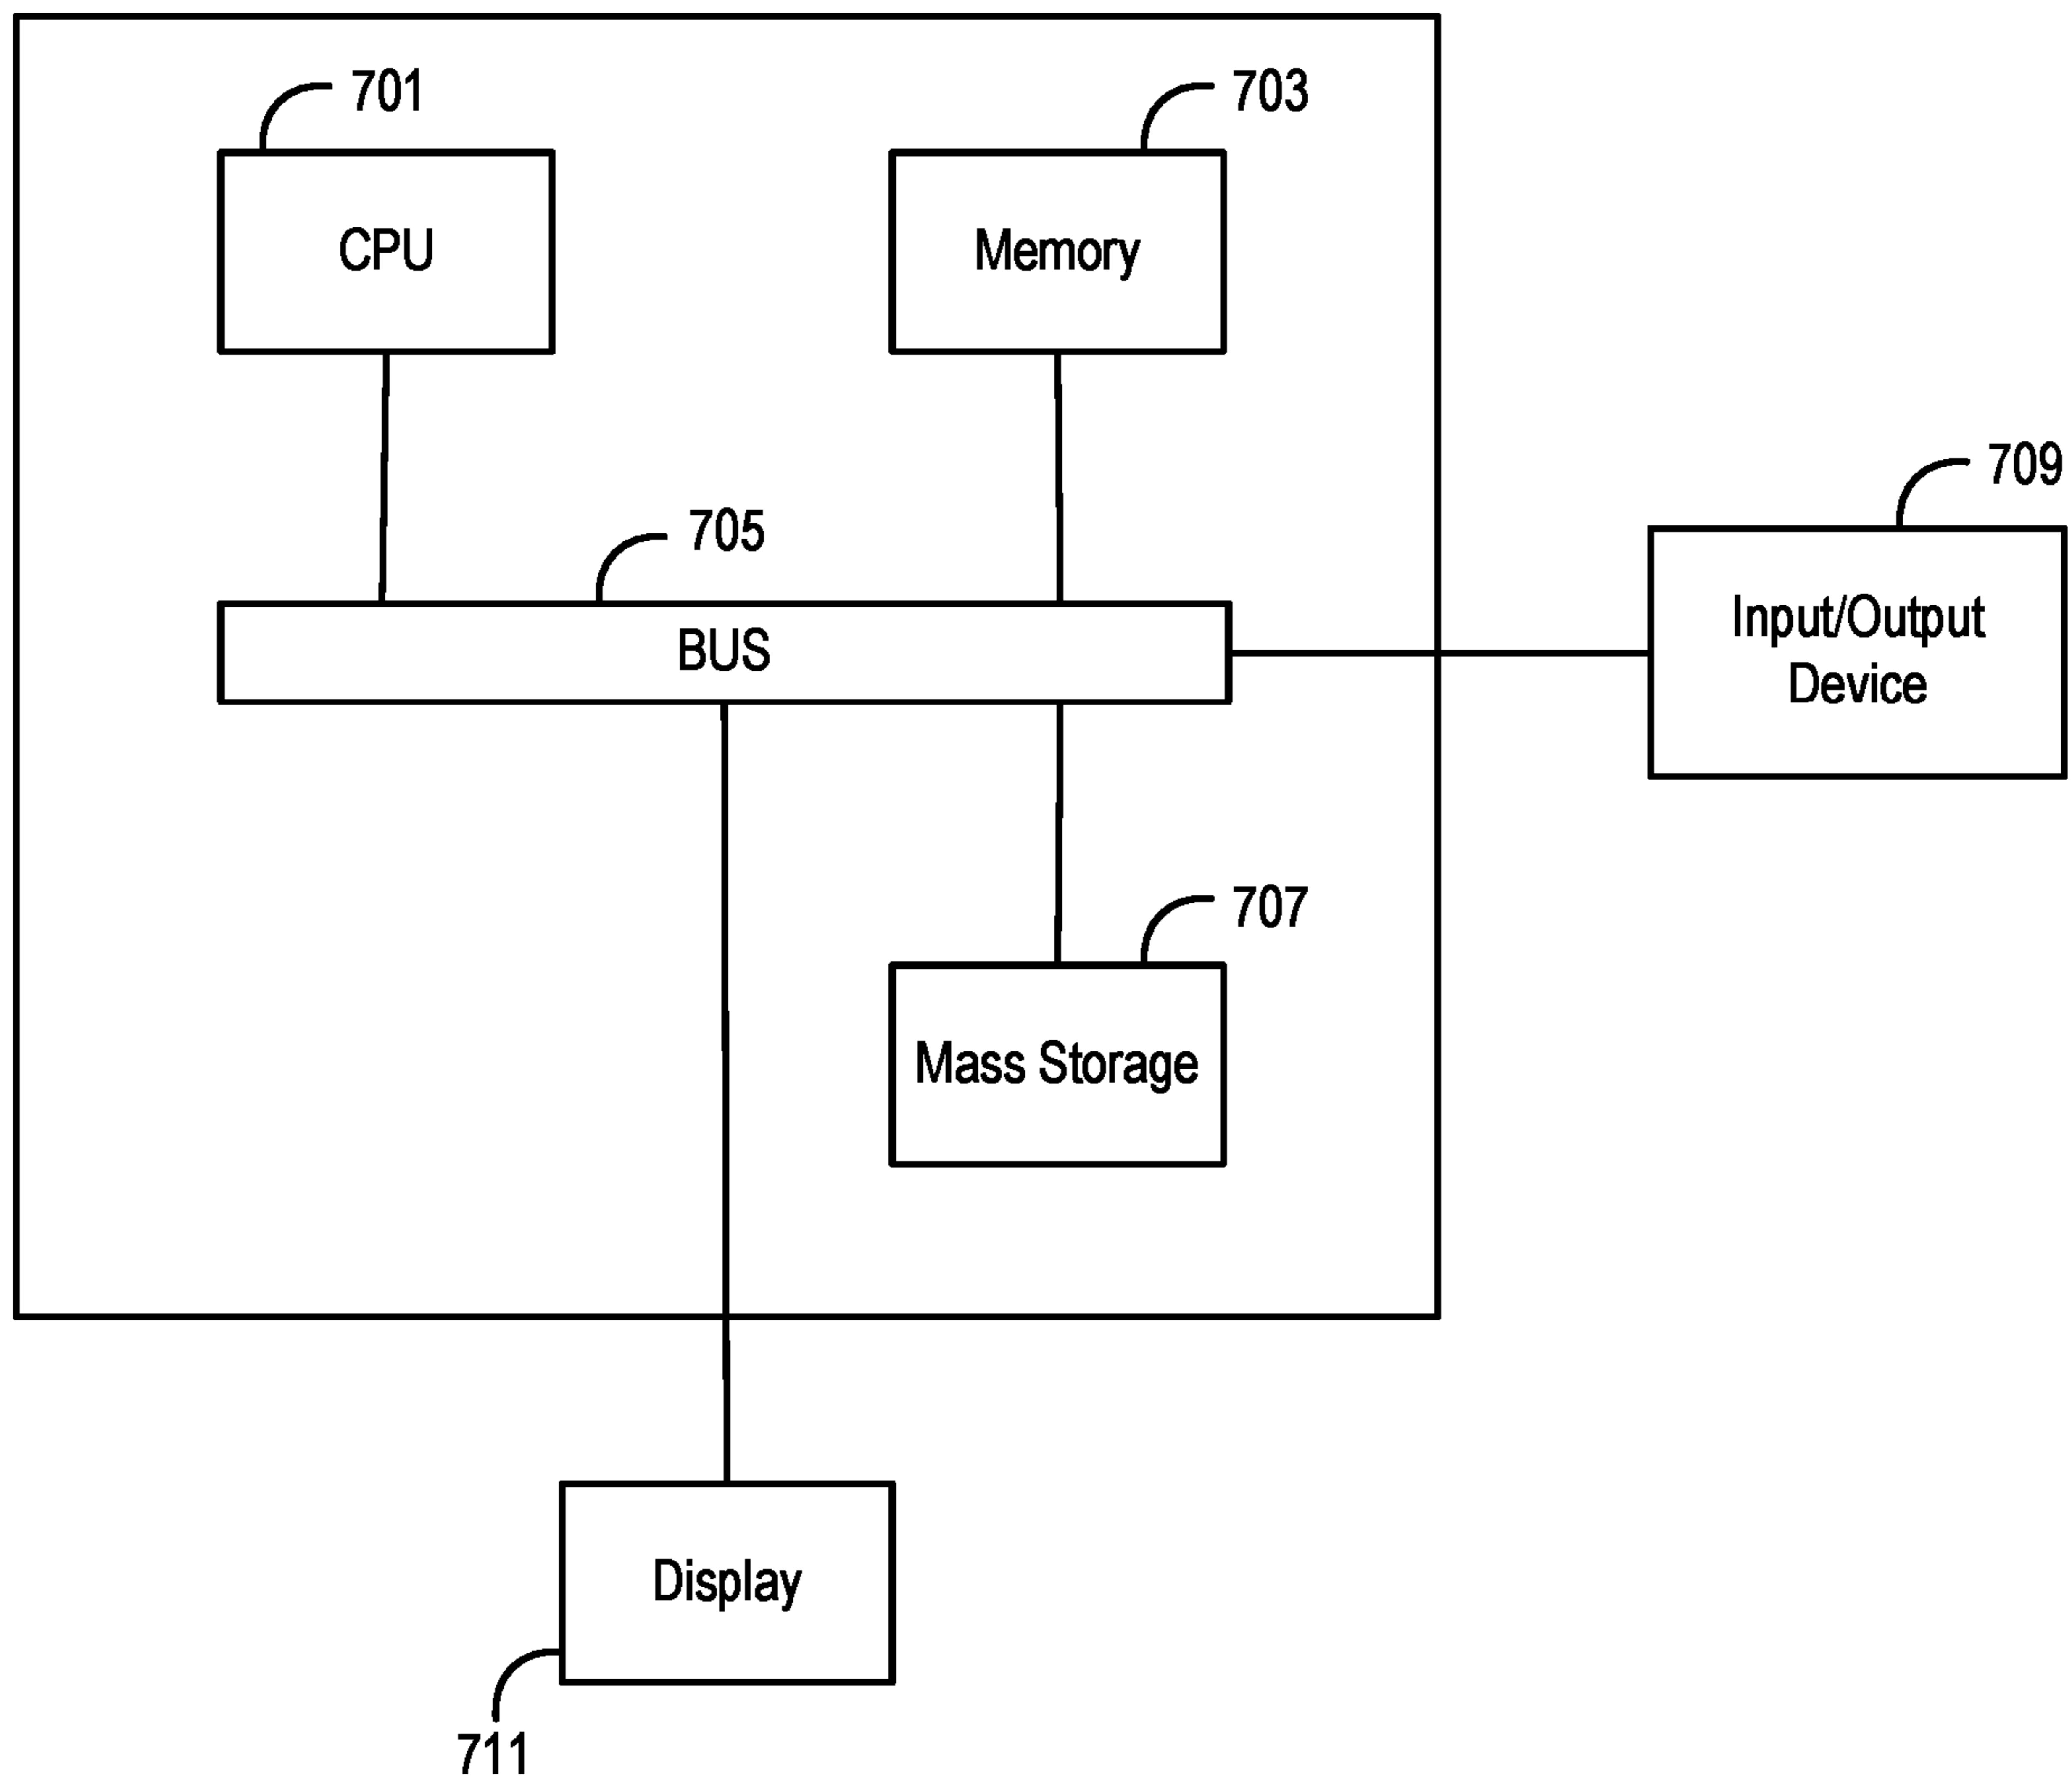 701
703
CPU
Memory
709
705
Input/Output
Device
BUS
707
Mass Storage
Display
711